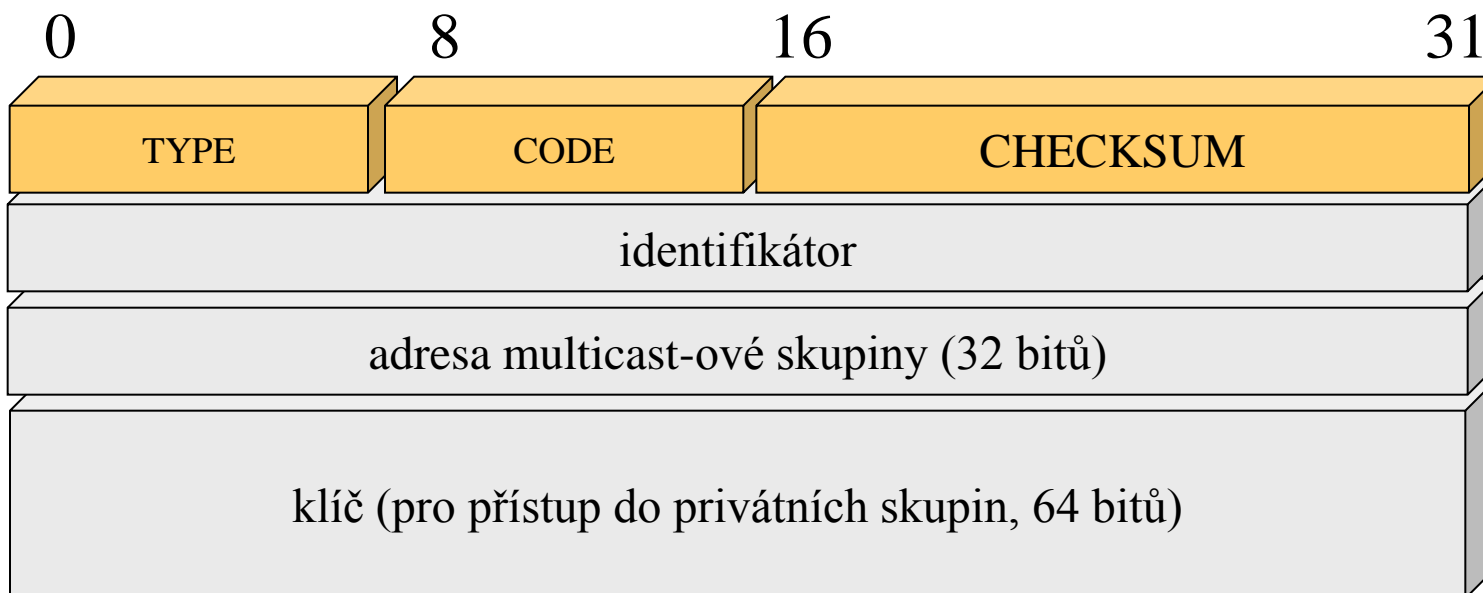 0 8 16 31
TYPE CODE CHECKSUM
identifikátor
adresa multicast-ové skupiny (32 bitů)
klíč (pro přístup do privátních skupin, 64 bitů)